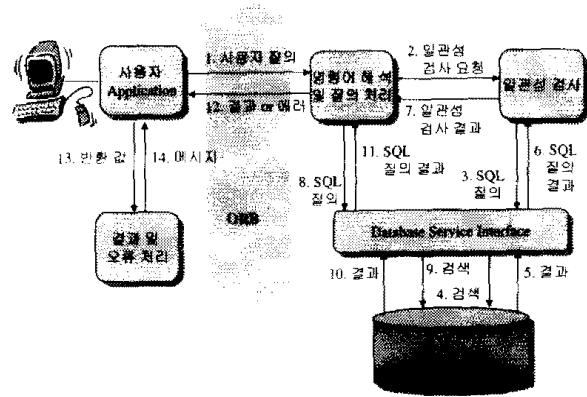 사용자
Application
1. 사용자 질의
12. 결과 or 에러
명령어 해석
및 질의 처리
2. 일관성
검사 요청
7. 일관성
검사 결과
일관성 검사
13. 반환 값
14. 메시지
8. SQL
질의
11. SQL
질의 결과
3. SQL
질의
6. SQL
질의
결과
결과 및
오류 처리
ORB
Database Service Interface
10. 결과
9. 검색
4. 검색
5. 결과